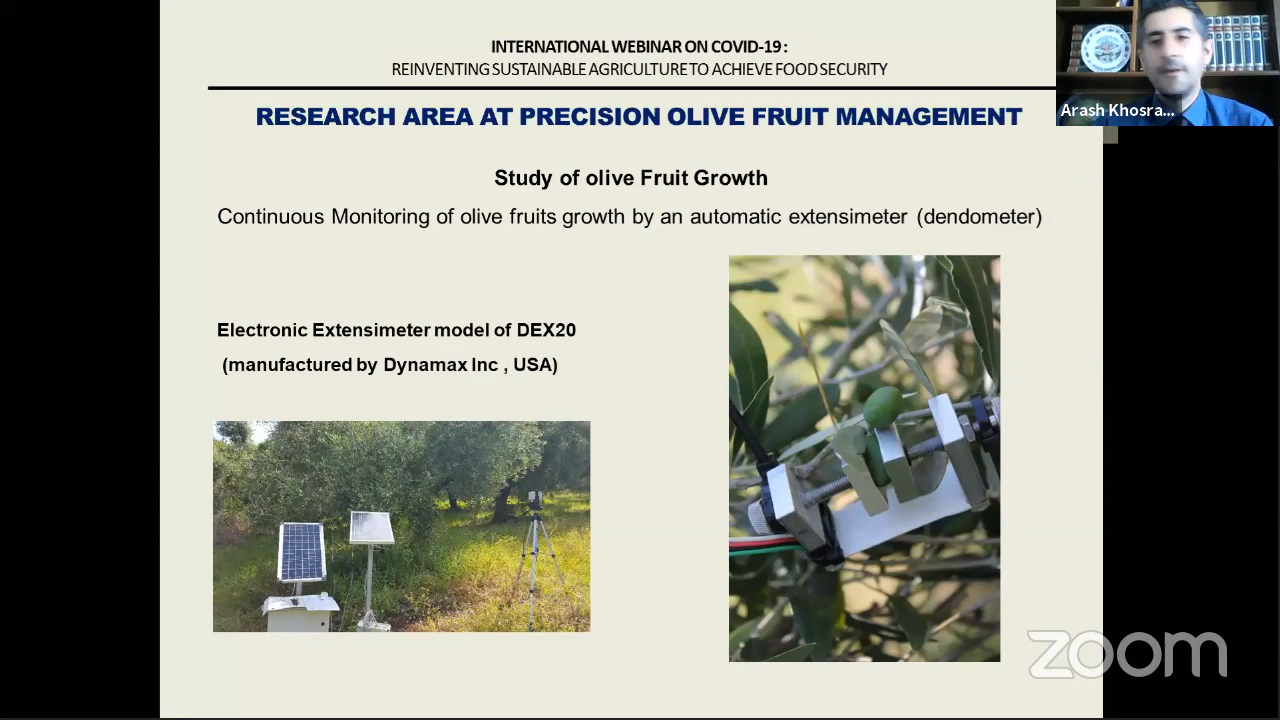 INTERNATIONAL WEBINAR ON COVID-19 :
REINVENTING SUSTAINABLE AGRICULTURE TO ACHIEVE FOOD SECURITY
RESEARCH AREA AT PRECISION OLIVE FRUIT MANAGEMENT
Arash Khosra...
Study of olive Fruit Growth
Continuous Monitoring of olive fruits growth by an automatic extensimeter (dendometer)
Electronic Extensimeter model of DEX20
(manufactured by Dynamax Inc , USA)
zoom